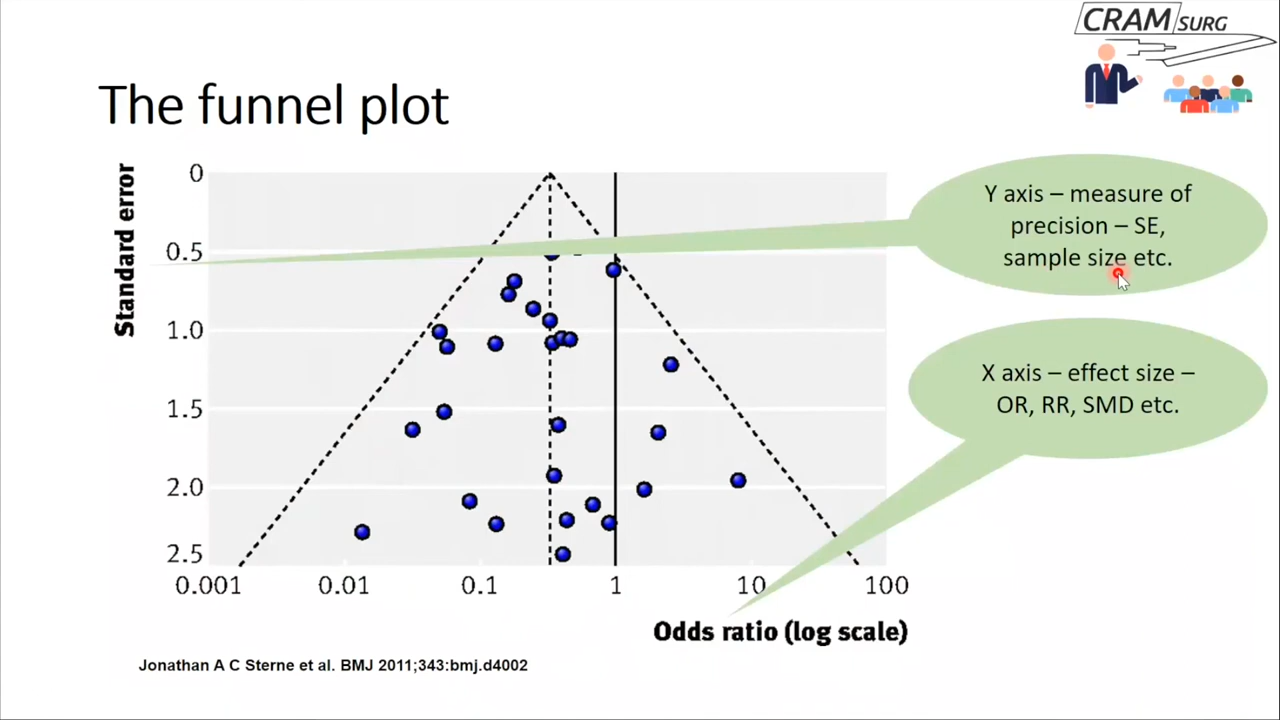 CRAM SURG
The funnel plot
Standard error
0
0.5
1.0
1.5
2.0
2.5
0.001 0.01 0.1 1 10 100
Odds ratio (log scale)
Y axis – measure of
precision – SE,
sample size etc.
X axis – effect size –
OR, RR, SMD etc.
Jonathan A C Sterne et al. BMJ 2011;343:bmj.d4002